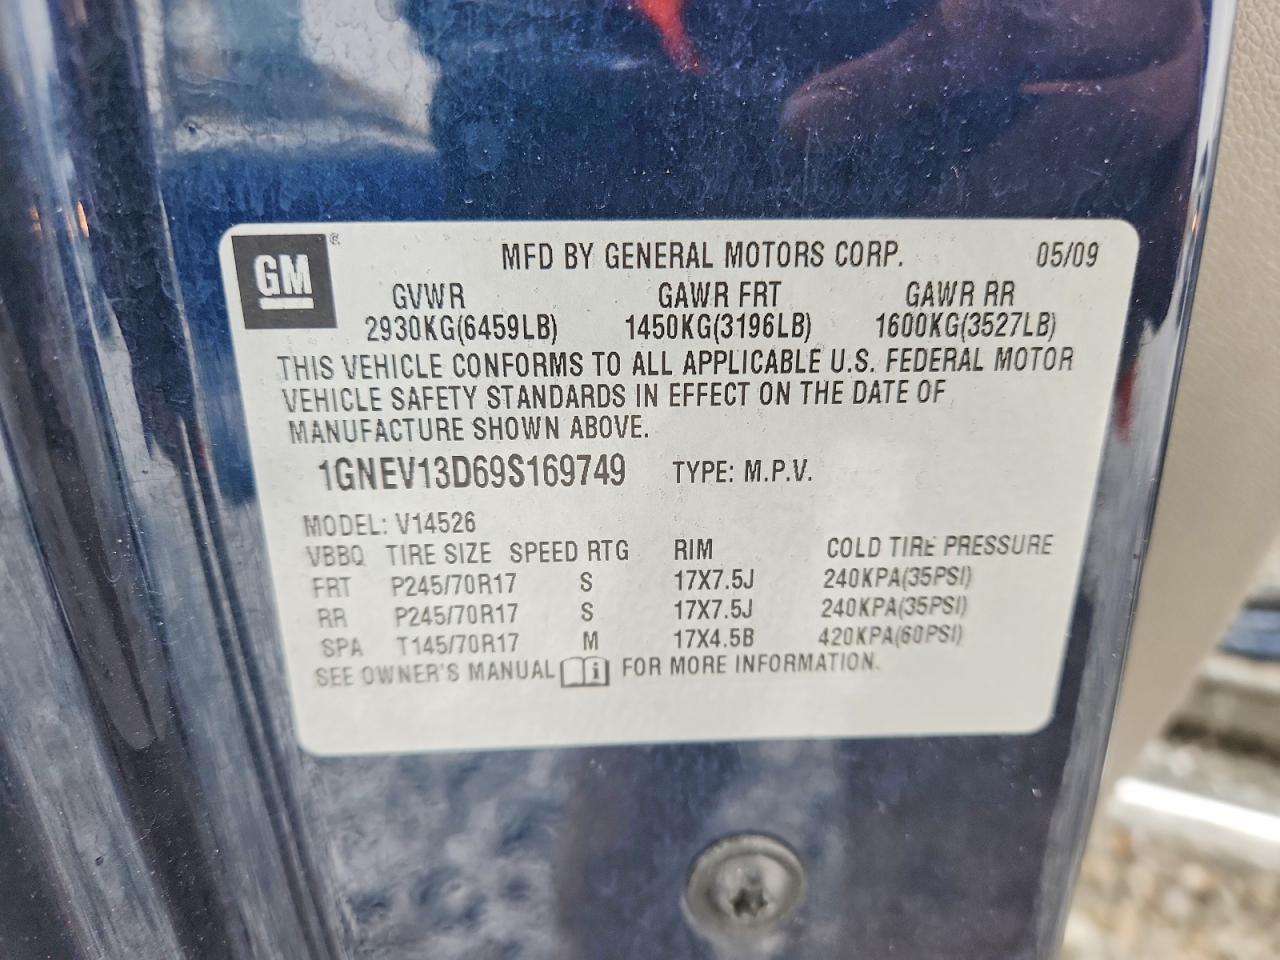 GM®
MFD BY GENERAL MOTORS CORP. 05/09
GVWR GAWR FRT GAWR RR
2930KG(6459LB) 1450KG(3196LB) 1600KG(3527LB)
THIS VEHICLE CONFORMS TO ALL APPLICABLE U.S. FEDERAL MOTOR
VEHICLE SAFETY STANDARDS IN EFFECT ON THE DATE OF
MANUFACTURE SHOWN ABOVE.
1GNEV13D69S169749 TYPE: M.P.V.
MODEL: V14526
VBBQ TIRE SIZE SPEED RTG RIM COLD TIRE PRESSURE
FRT P245/70R17 S 17X7.5J 240KPA(35PSI)
RR P245/70R17 S 17X7.5J 240KPA(35PSI)
SPA T145/70R17 M 17X4.5B 420KPA(60PSI)
SEE OWNER'S MANUAL i FOR MORE INFORMATION.